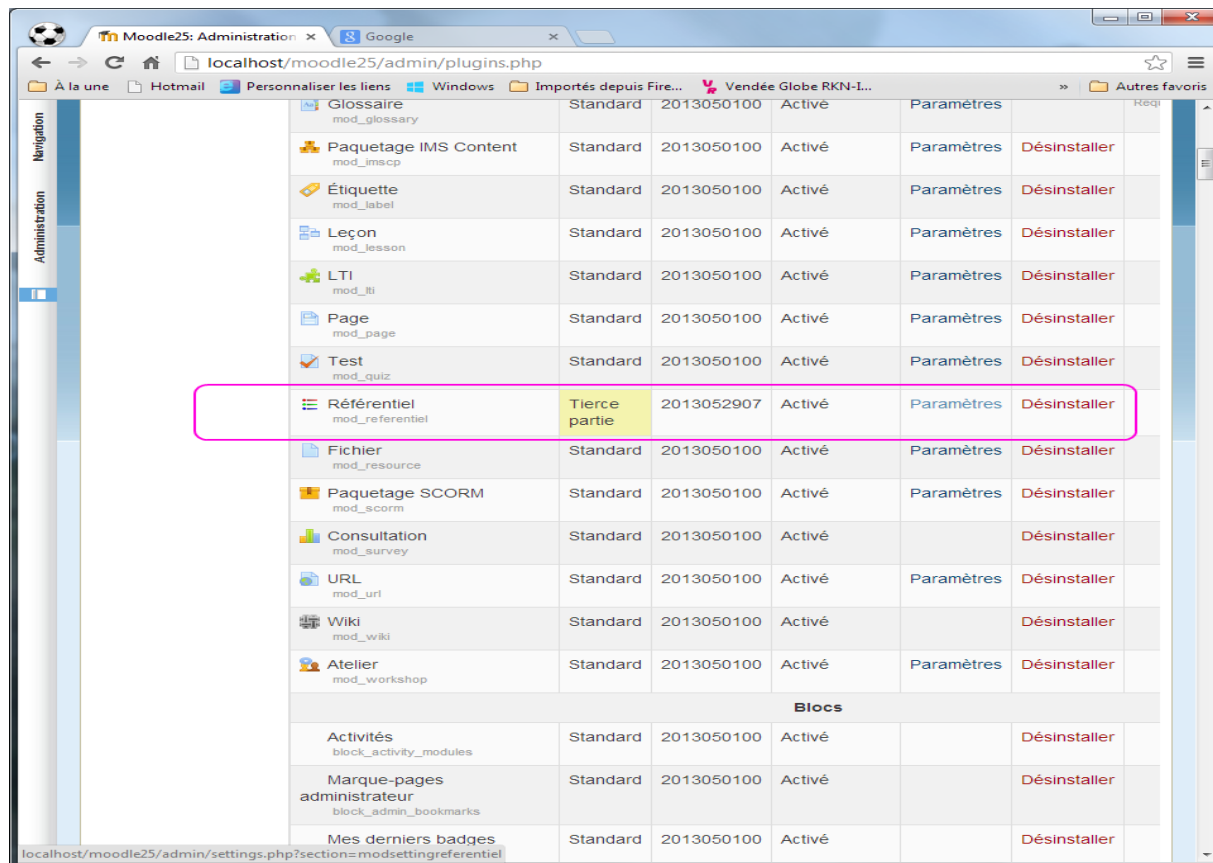 Moodle25: Administration
Google
localhost/moodle25/admin/plugins.php
À la une Hotmail Personnaliser les liens Windows Importés depuis Fire... Vendée Globe RKN-I... » Autres favoris
Navigation
Administration
Glossaire Standard 2013050100 Activé Paramètres
mod_glossary
Paquetage IMS Content Standard 2013050100 Activé Paramètres Désinstaller
mod_imscp
Étiquette Standard 2013050100 Activé Paramètres Désinstaller
mod_label
Leçon Standard 2013050100 Activé Paramètres Désinstaller
mod_lesson
LTI Standard 2013050100 Activé Paramètres Désinstaller
mod_lti
Page Standard 2013050100 Activé Paramètres Désinstaller
mod_page
Test Standard 2013050100 Activé Paramètres Désinstaller
mod_quiz
Référentiel Tierce 2013052907 Activé Paramètres Désinstaller
mod_referentiel partie
Fichier Standard 2013050100 Activé Paramètres Désinstaller
mod_resource
Paquetage SCORM Standard 2013050100 Activé Paramètres Désinstaller
mod_scorm
Consultation Standard 2013050100 Activé Désinstaller
mod_survey
URL Standard 2013050100 Activé Paramètres Désinstaller
mod_url
Wiki Standard 2013050100 Activé Désinstaller
mod_wiki
Atelier Standard 2013050100 Activé Paramètres Désinstaller
mod_workshop
Blocs
Activités Standard 2013050100 Activé Désinstaller
block_activity_modules
Marque-pages Standard 2013050100 Activé Désinstaller
administrateur
block_admin_bookmarks
Mes derniers badges Standard 2013050100 Activé Désinstaller
localhost/moodle25/admin/settings.php?section=modsettingreferentiel